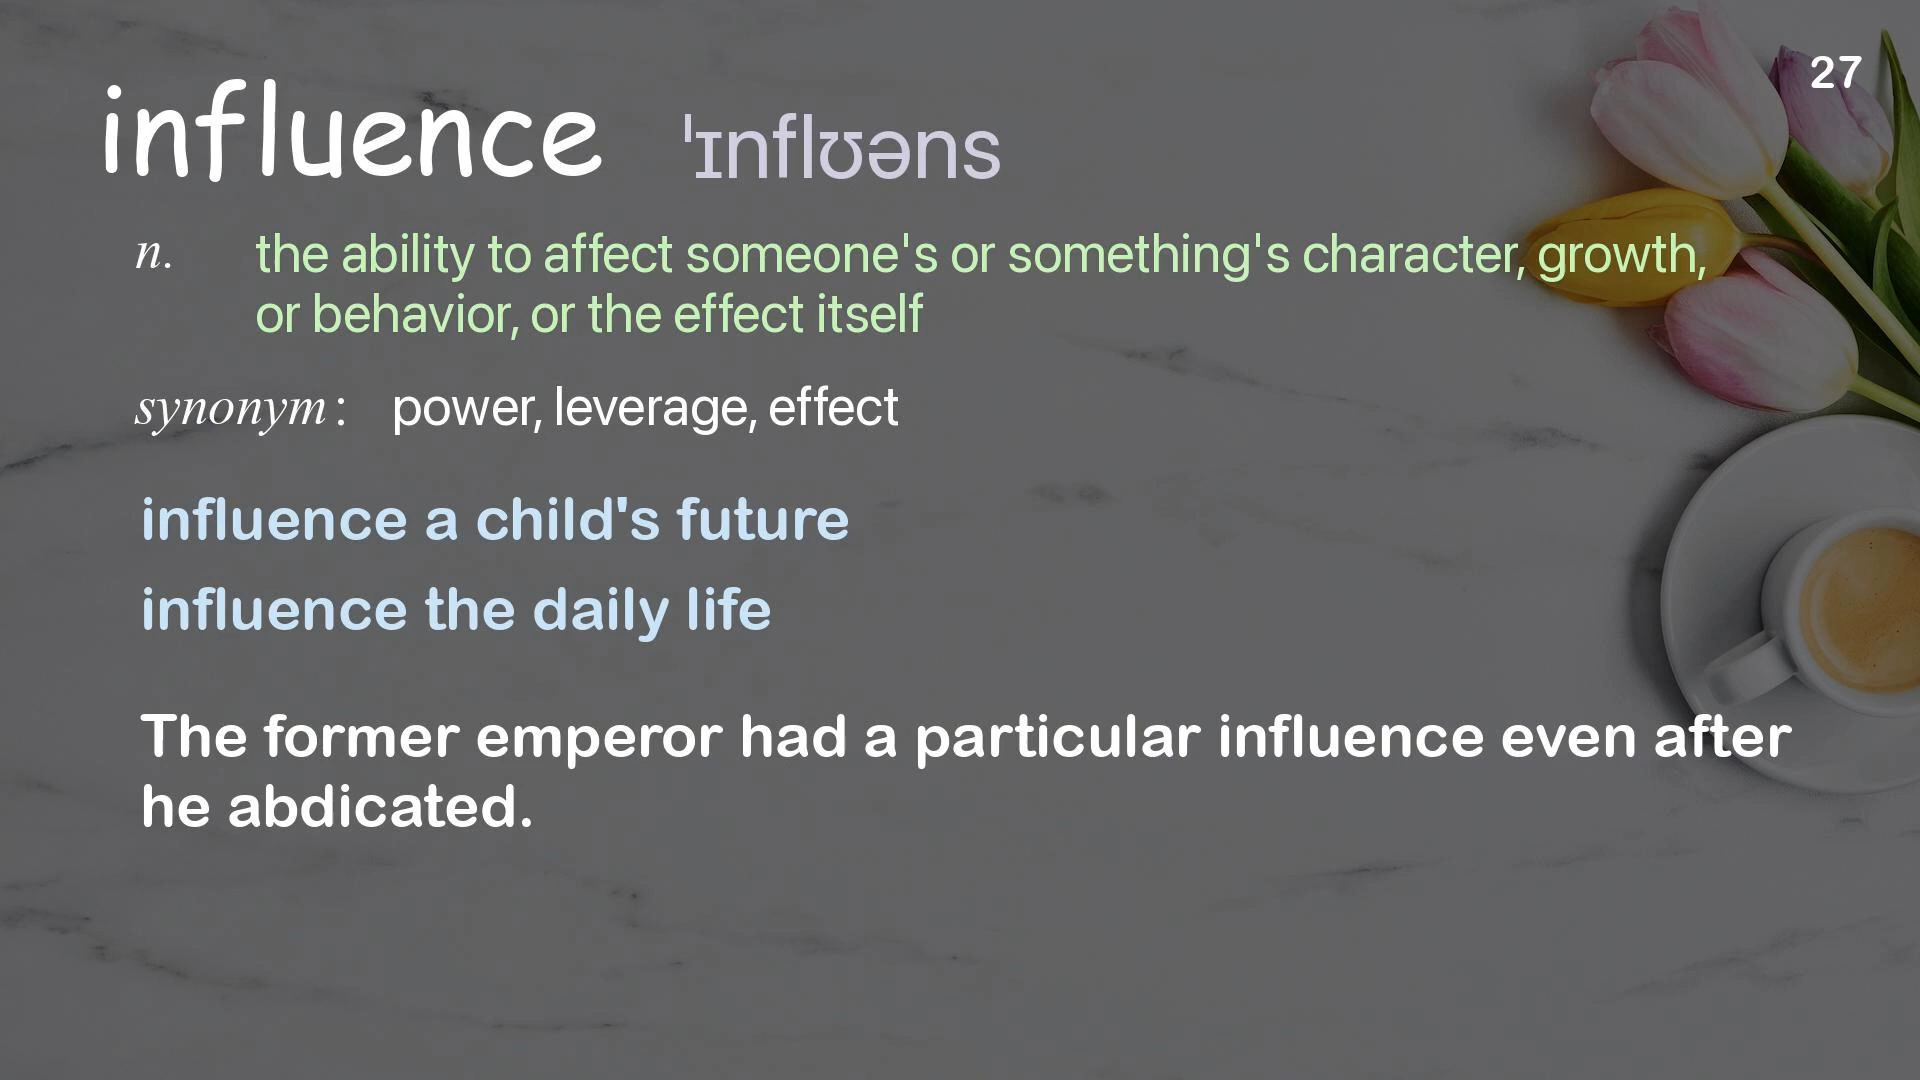 27
influence ˈɪnflʊəns
n. the ability to affect someone's or something's character, growth,
or behavior, or the effect itself
synonym: power, leverage, effect
influence a child's future
influence the daily life
The former emperor had a particular influence even after
he abdicated.